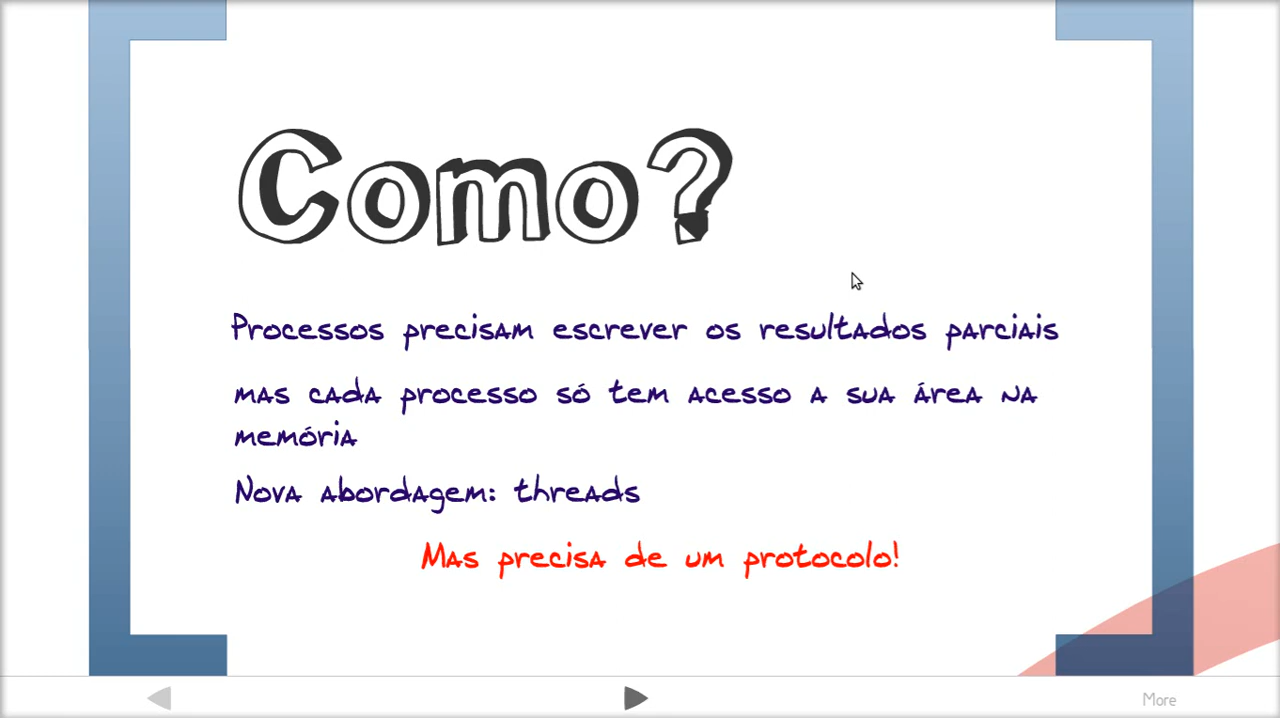 Como?
Processos precisam escrever os resultados parciais
mas cada processo só tem acesso a sua área na
memória
Nova abordagem: threads
Mas precisa de um protocolo!
More